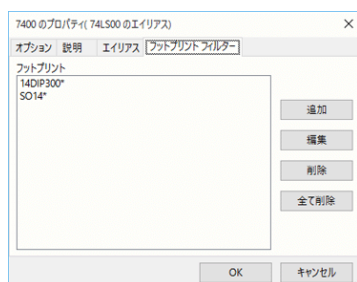 7400 のプロパティ( 74LS00 のエイリアス)
オプション 説明 エイリアス フットプリント フィルター
フットプリント
14DIP300*
SO14*
追加
編集
削除
全て削除
OK キャンセル